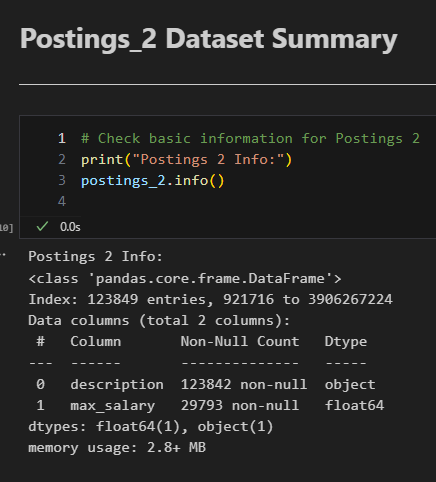 Postings_2 Dataset Summary
1 # Check basic information for Postings 2
2 print("Postings 2 Info:")
3 postings_2.info()
4
10] 0.0s
Postings 2 Info:
<class 'pandas.core.frame.DataFrame'>
Index: 123849 entries, 921716 to 3906267224
Data columns (total 2 columns):
 #   Column       Non-Null Count   Dtype
---  ------       --------------   -----
 0   description  123842 non-null  object
 1   max_salary   29793 non-null   float64
dtypes: float64(1), object(1)
memory usage: 2.8+ MB